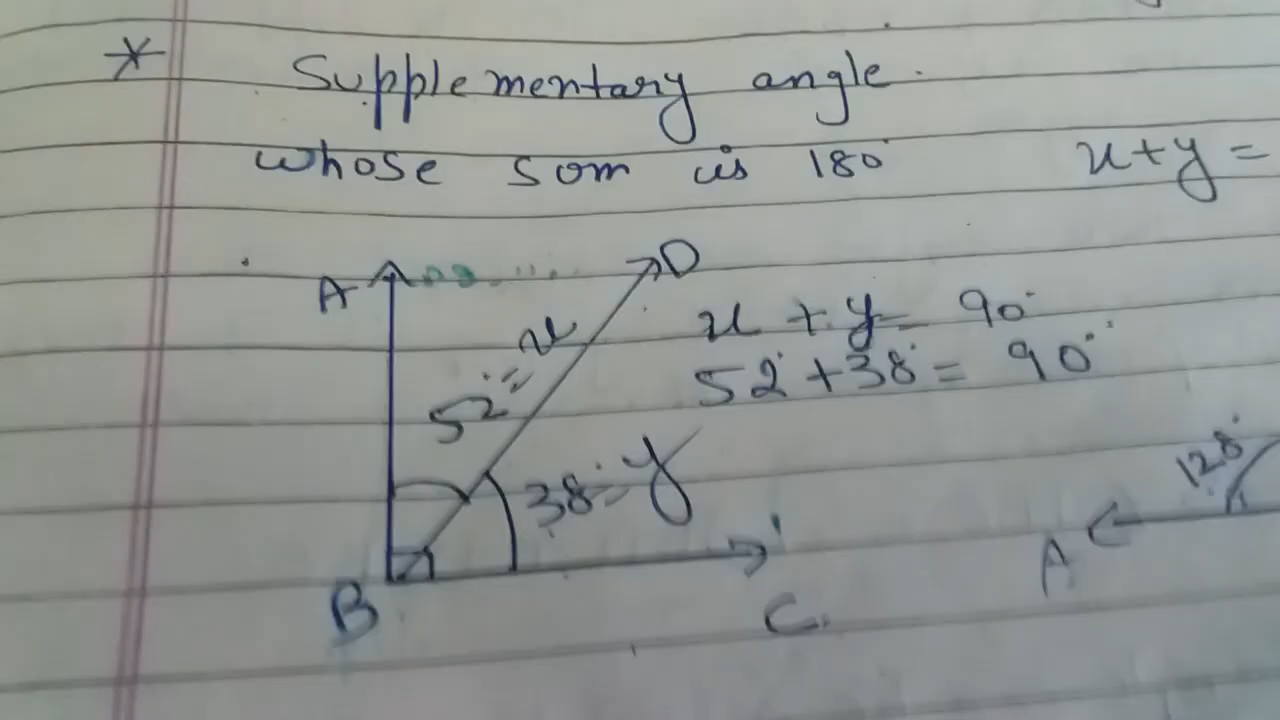 * Supplementary angle.
whose som is 180°
x+y=
A
D
52°=x
x + y = 90°
52°+38°= 90°
38°=y
128°
A
B
C.